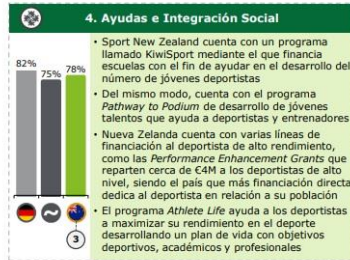 4. Ayudas e Integración Social
82%
75%
78%
3
• Sport New Zealand cuenta con un programa
llamado KiwiSport mediante el que financia
escuelas con el fin de ayudar en el desarrollo del
número de jóvenes deportistas
• Del mismo modo, cuenta con el programa
Pathway to Podium de desarrollo de jóvenes
talentos que ayuda a deportistas y entrenadores
• Nueva Zelanda cuenta con varias líneas de
financiación al deportista de alto rendimiento,
como las Performance Enhancement Grants que
reparten cerca de €4M a los deportistas de alto
nivel, siendo el país que más financiación directa
dedica al deportista en relación a su población
• El programa Athlete Life ayuda a los deportistas
a maximizar su rendimiento en el deporte
desarrollando un plan de vida con objetivos
deportivos, académicos y profesionales